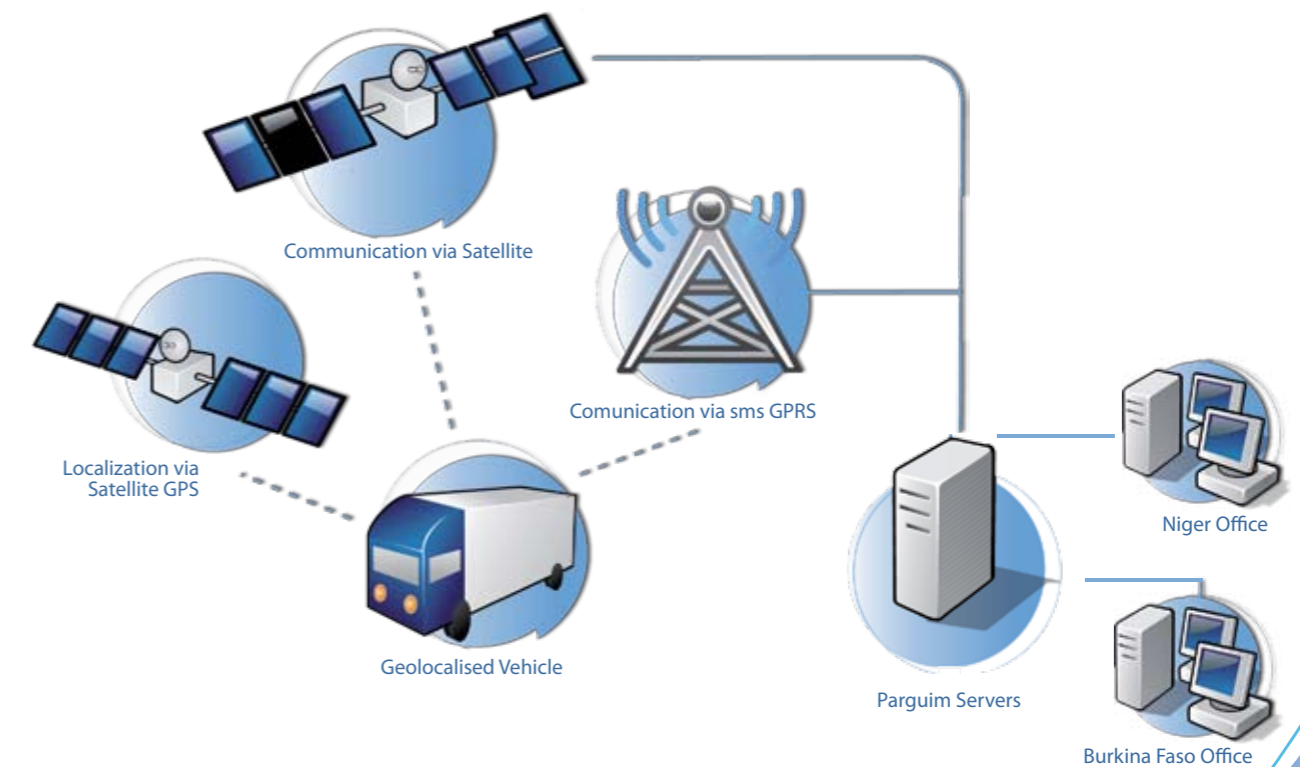 Communication via Satellite
Comunication via sms GPRS
Localization via
Satellite GPS
Niger Office
Geolocalised Vehicle
Parguim Servers
Burkina Faso Office